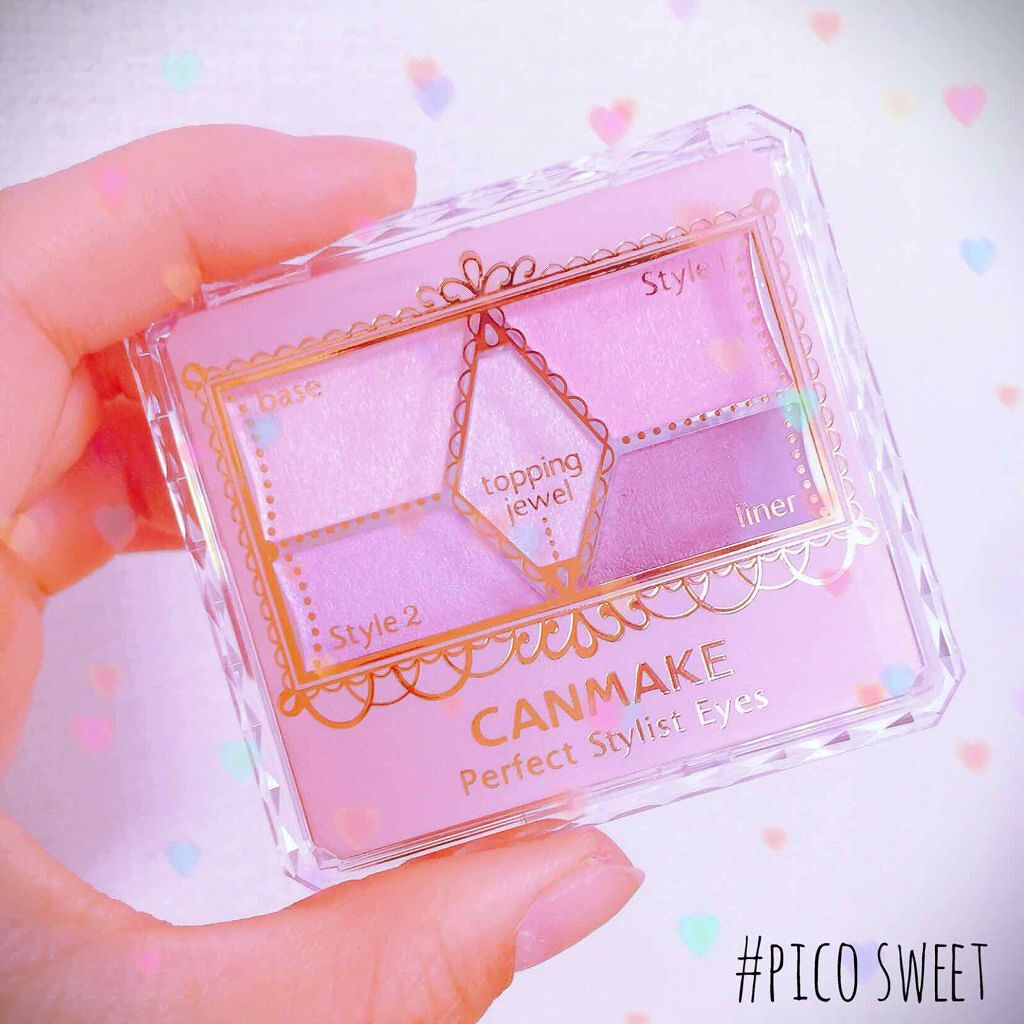 base
Style 1
topping
jewel
Style 2
liner
CANMAKE
Perfect Stylist Eyes
#PICO SWEET